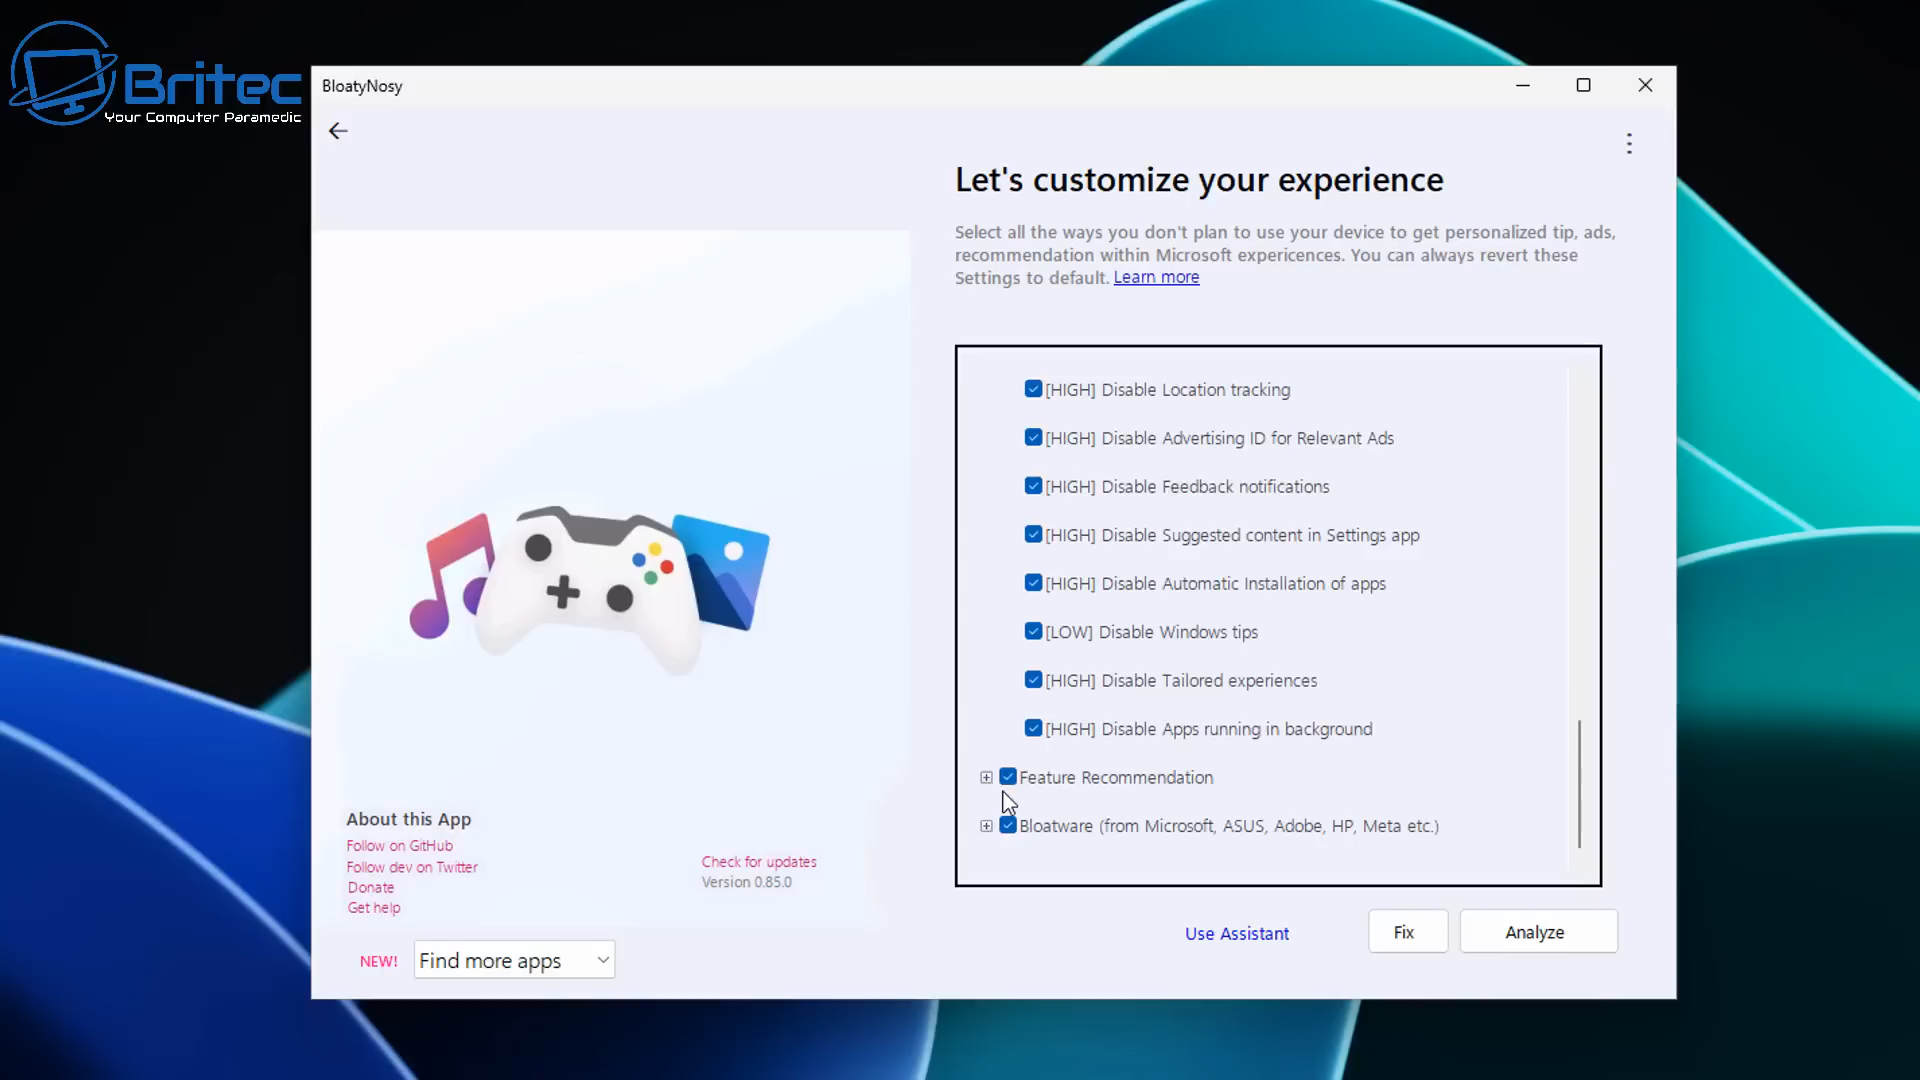 Britec
Your Computer Paramedic
BloatyNosy
Let's customize your experience
Select all the ways you don't plan to use your device to get personalized tip, ads,
recommendation within Microsoft expericences. You can always revert these
Settings to default. Learn more
[HIGH] Disable Location tracking
[HIGH] Disable Advertising ID for Relevant Ads
[HIGH] Disable Feedback notifications
[HIGH] Disable Suggested content in Settings app
[HIGH] Disable Automatic Installation of apps
[LOW] Disable Windows tips
[HIGH] Disable Tailored experiences
[HIGH] Disable Apps running in background
Feature Recommendation
Bloatware (from Microsoft, ASUS, Adobe, HP, Meta etc.)
About this App
Follow on GitHub
Follow dev on Twitter
Donate
Get help
Check for updates
Version 0.85.0
NEW! Find more apps
Use Assistant
Fix
Analyze